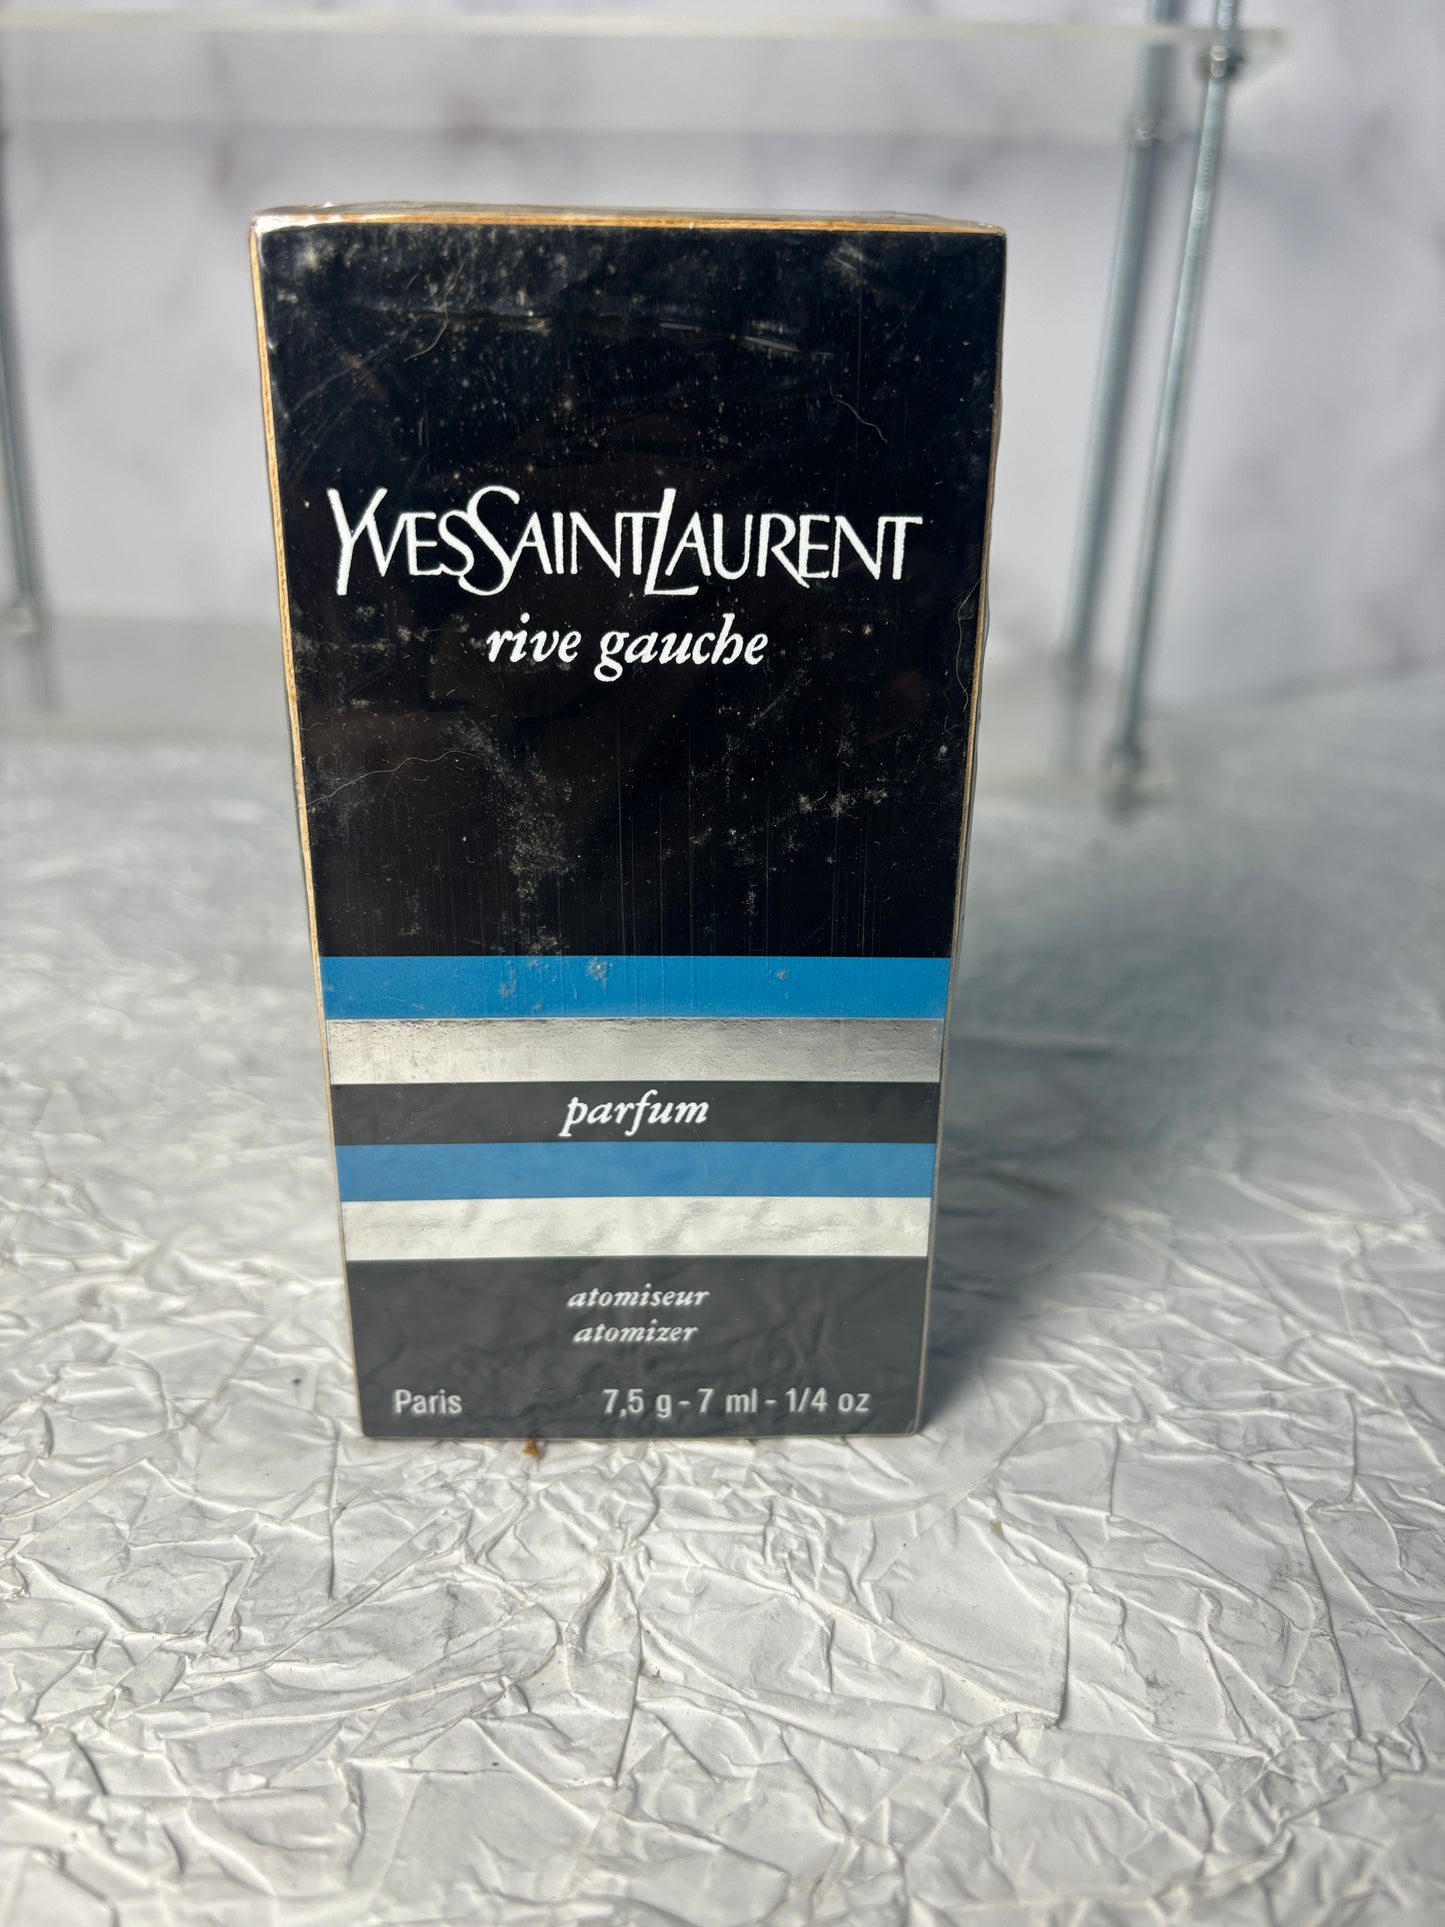 YVESSAINTLAURENT
rive gauche
parfum
atomiseur
atomizer
Paris 7,5 g - 7 ml - 1/4 oz